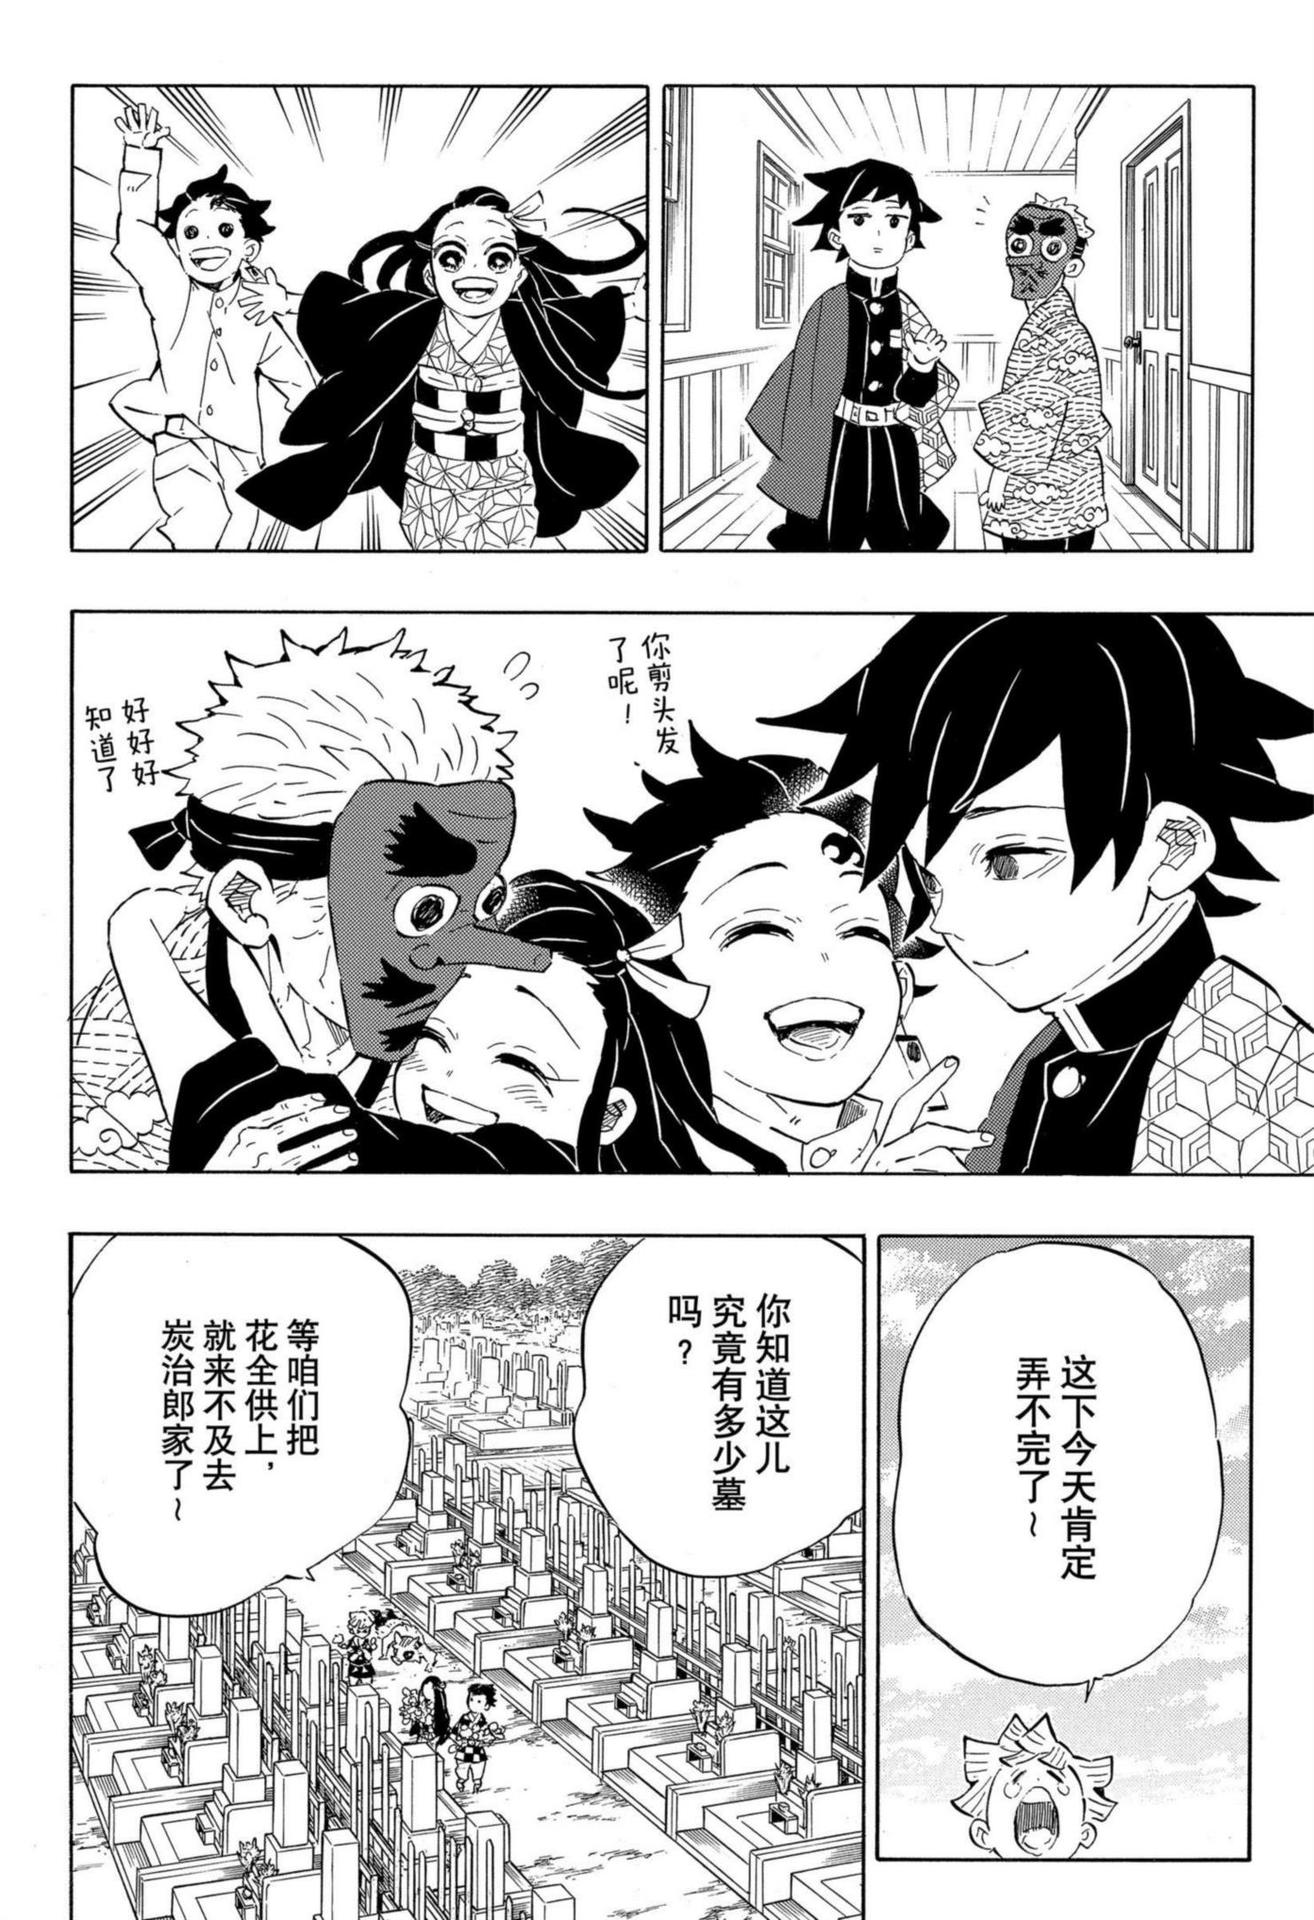 你剪头发
了呢！
好好好
知道了
这下今天肯定
弄不完了~
你知道这儿
究竟有多少墓
吗？
等咱们把
花全供上，
就来不及去
炭治郎家了~